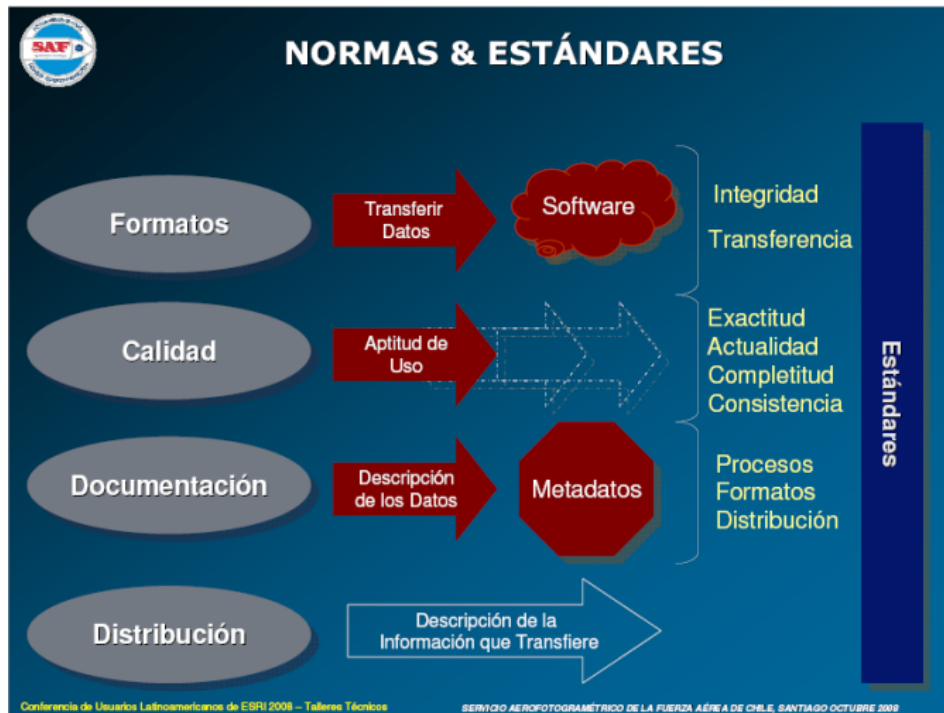 SAF
NORMAS & ESTÁNDARES
Formatos
Transferir
Datos
Software
Integridad
Transferencia
Calidad
Aptitud de
Uso
Exactitud
Actualidad
Completitud
Consistencia
Documentación
Descripción
de los Datos
Metadatos
Procesos
Formatos
Distribución
Distribución
Descripción de la
Información que Transfiere
Estándares
Conferencia de Usuarios Latinoamericanos de ESRI 2008 – Talleres Técnicos
SERVICIO AEROFOTOGRAMÉTRICO DE LA FUERZA AÉREA DE CHILE, SANTIAGO OCTUBRE 2008